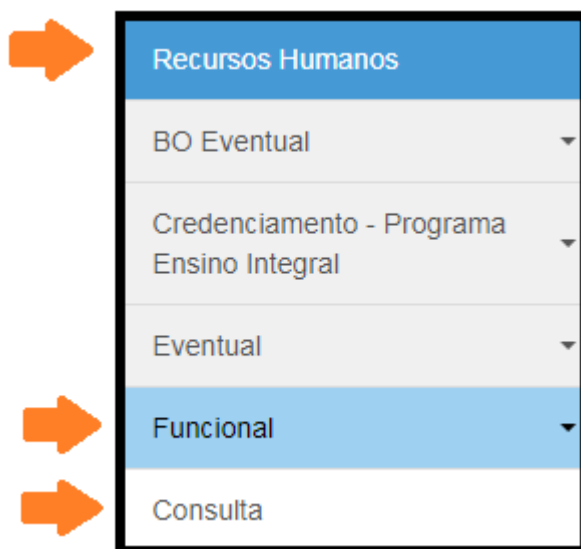 Recursos Humanos
BO Eventual
Credenciamento - Programa
Ensino Integral
Eventual
Funcional
Consulta